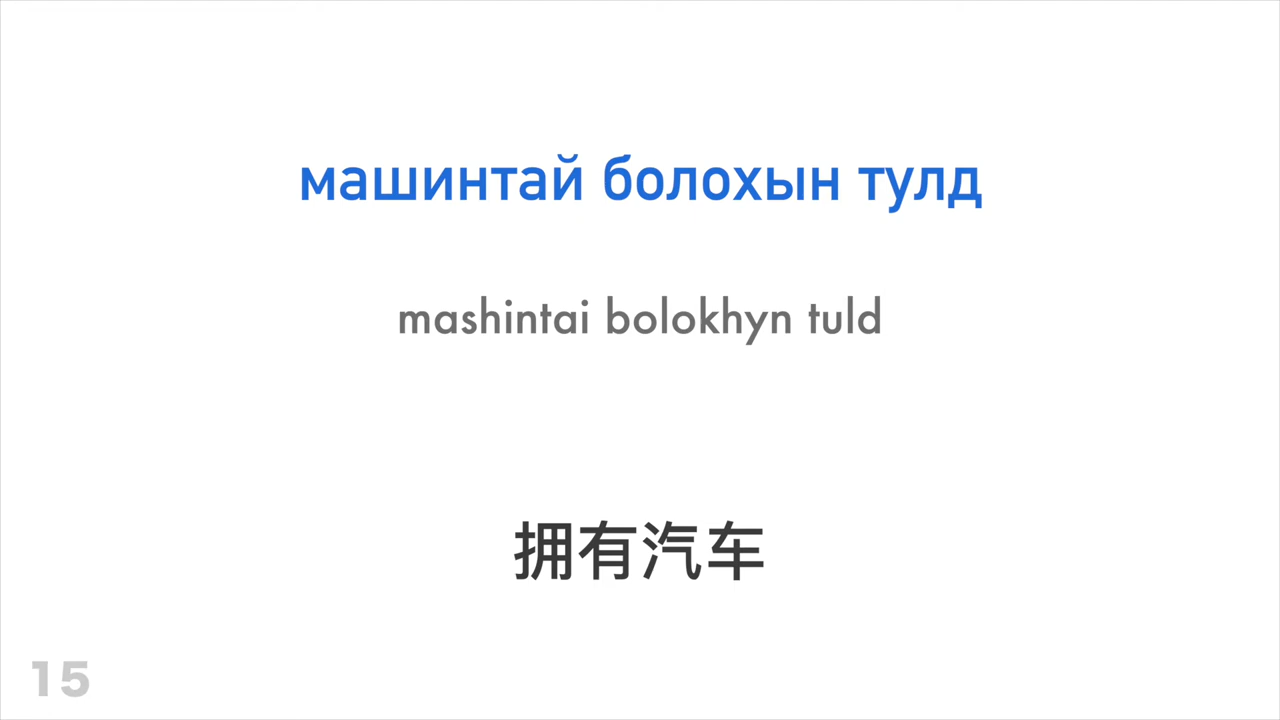 машинтай болохын тулд
mashintai bolokhyn tuld
拥有汽车
15